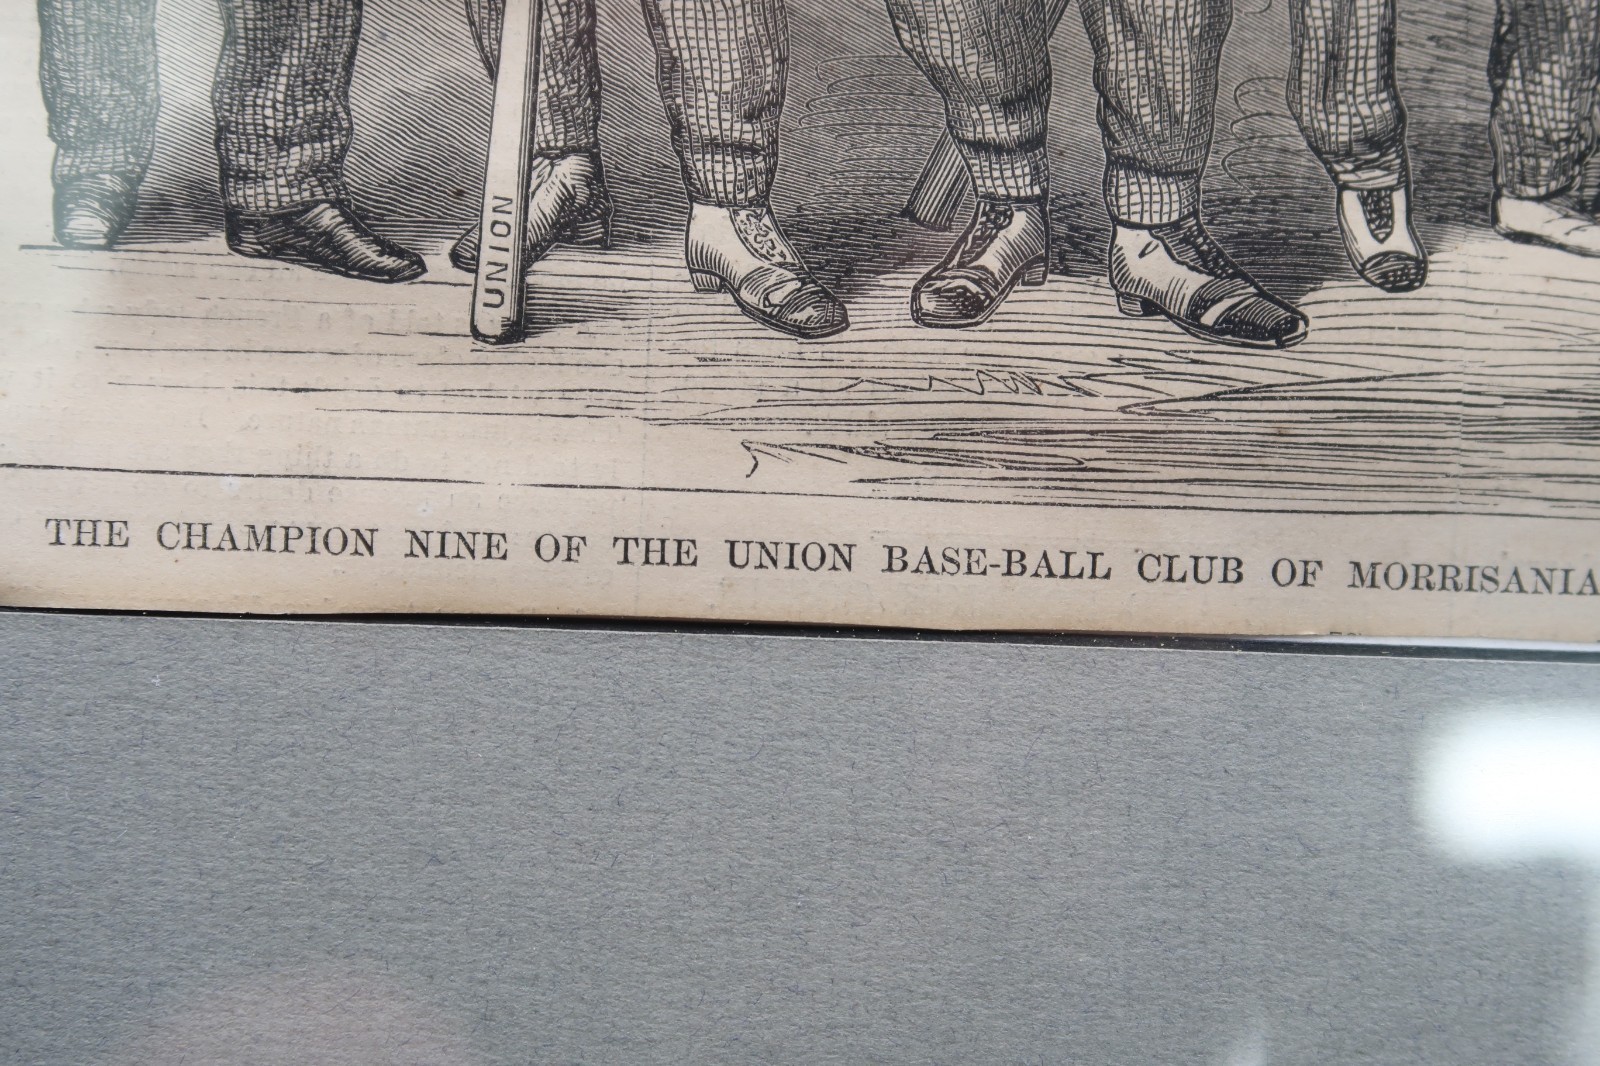 UNION
THE CHAMPION NINE OF THE UNION BASE-BALL CLUB OF MORRISANIA